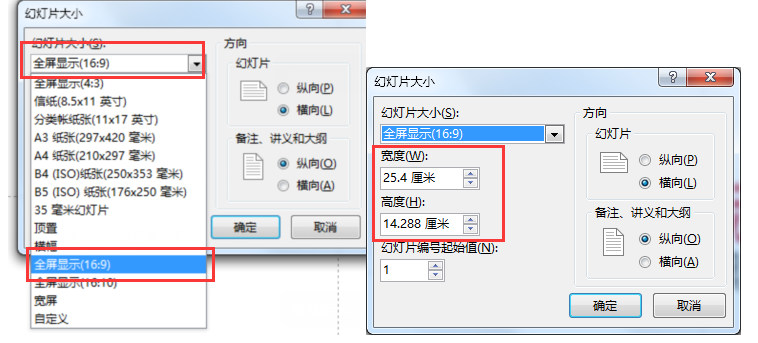 幻灯片大小
幻灯片大小(S):
全屏显示(16:9)
全屏显示(4:3)
信纸(8.5x11 英寸)
分类帐纸张(11x17 英寸)
A3 纸张(297x420 毫米)
A4 纸张(210x297 毫米)
B4 (ISO)纸张(250x353 毫米)
B5 (ISO)纸张(176x250 毫米)
35 毫米幻灯片
顶置
横幅
全屏显示(16:9)
全屏显示(16:10)
宽屏
自定义
方向
幻灯片
纵向(P)
横向(L)
备注、讲义和大纲
纵向(O)
横向(A)
确定
取消
幻灯片大小
幻灯片大小(S):
全屏显示(16:9)
宽度(W):
25.4 厘米
高度(H):
14.288 厘米
幻灯片编号起始值(N):
1
方向
幻灯片
纵向(P)
横向(L)
备注、讲义和大纲
纵向(O)
横向(A)
确定
取消